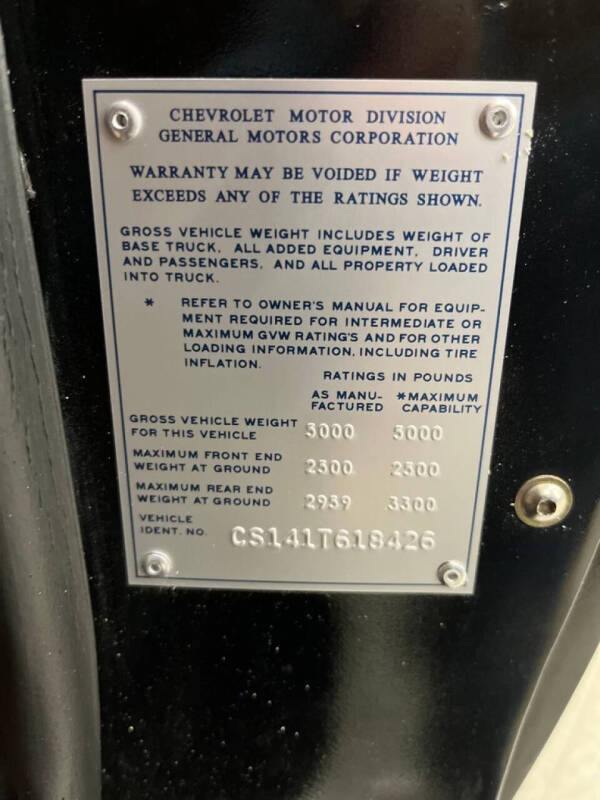 CHEVROLET MOTOR DIVISION
GENERAL MOTORS CORPORATION
WARRANTY MAY BE VOIDED IF WEIGHT
EXCEEDS ANY OF THE RATINGS SHOWN.
GROSS VEHICLE WEIGHT INCLUDES WEIGHT OF
BASE TRUCK, ALL ADDED EQUIPMENT, DRIVER
AND PASSENGERS, AND ALL PROPERTY LOADED
INTO TRUCK.
* REFER TO OWNER'S MANUAL FOR EQUIP-
MENT REQUIRED FOR INTERMEDIATE OR
MAXIMUM GVW RATING'S AND FOR OTHER
LOADING INFORMATION, INCLUDING TIRE
INFLATION.
RATINGS IN POUNDS
AS MANU- *MAXIMUM
FACTURED CAPABILITY
GROSS VEHICLE WEIGHT
FOR THIS VEHICLE 5000 5000
MAXIMUM FRONT END
WEIGHT AT GROUND 2500 2500
MAXIMUM REAR END
WEIGHT AT GROUND 2939 3300
VEHICLE
IDENT. NO. CS141T618426